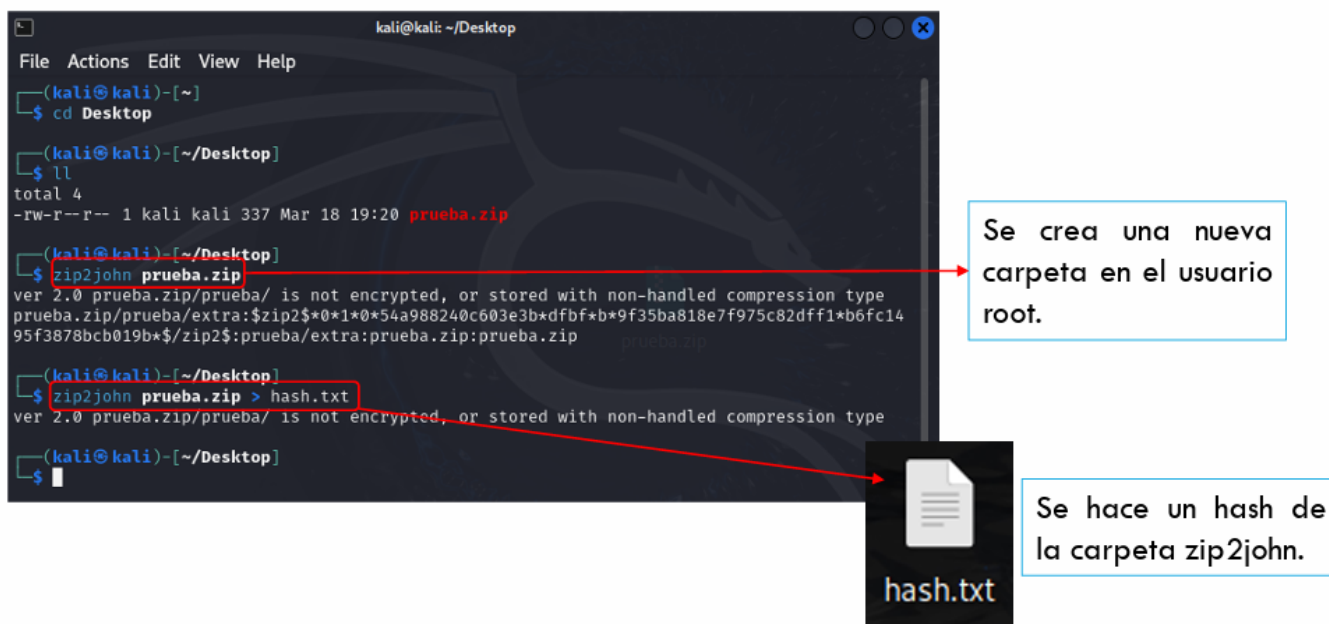 kali@kali: ~/Desktop
File Actions Edit View Help
(kali㉿kali)-[~]
$ cd Desktop
(kali㉿kali)-[~/Desktop]
$ ll
total 4
-rw-r--r-- 1 kali kali 337 Mar 18 19:20 prueba.zip
(kali㉿kali)-[~/Desktop]
$ zip2john prueba.zip
ver 2.0 prueba.zip/prueba/ is not encrypted, or stored with non-handled compression type
prueba.zip/prueba/extra:$zip2$*0*1*0*54a988240c603e3b*dfbf*b*9f35ba818e7f975c82dff1*b6fc14
95f3878bcb019b*$/zip2$:prueba/extra:prueba.zip:prueba.zip
prueba.zip
(kali㉿kali)-[~/Desktop]
$ zip2john prueba.zip > hash.txt
ver 2.0 prueba.zip/prueba/ is not encrypted, or stored with non-handled compression type
(kali㉿kali)-[~/Desktop]
$
Se crea una nueva
carpeta en el usuario
root.
hash.txt
Se hace un hash de
la carpeta zip2john.